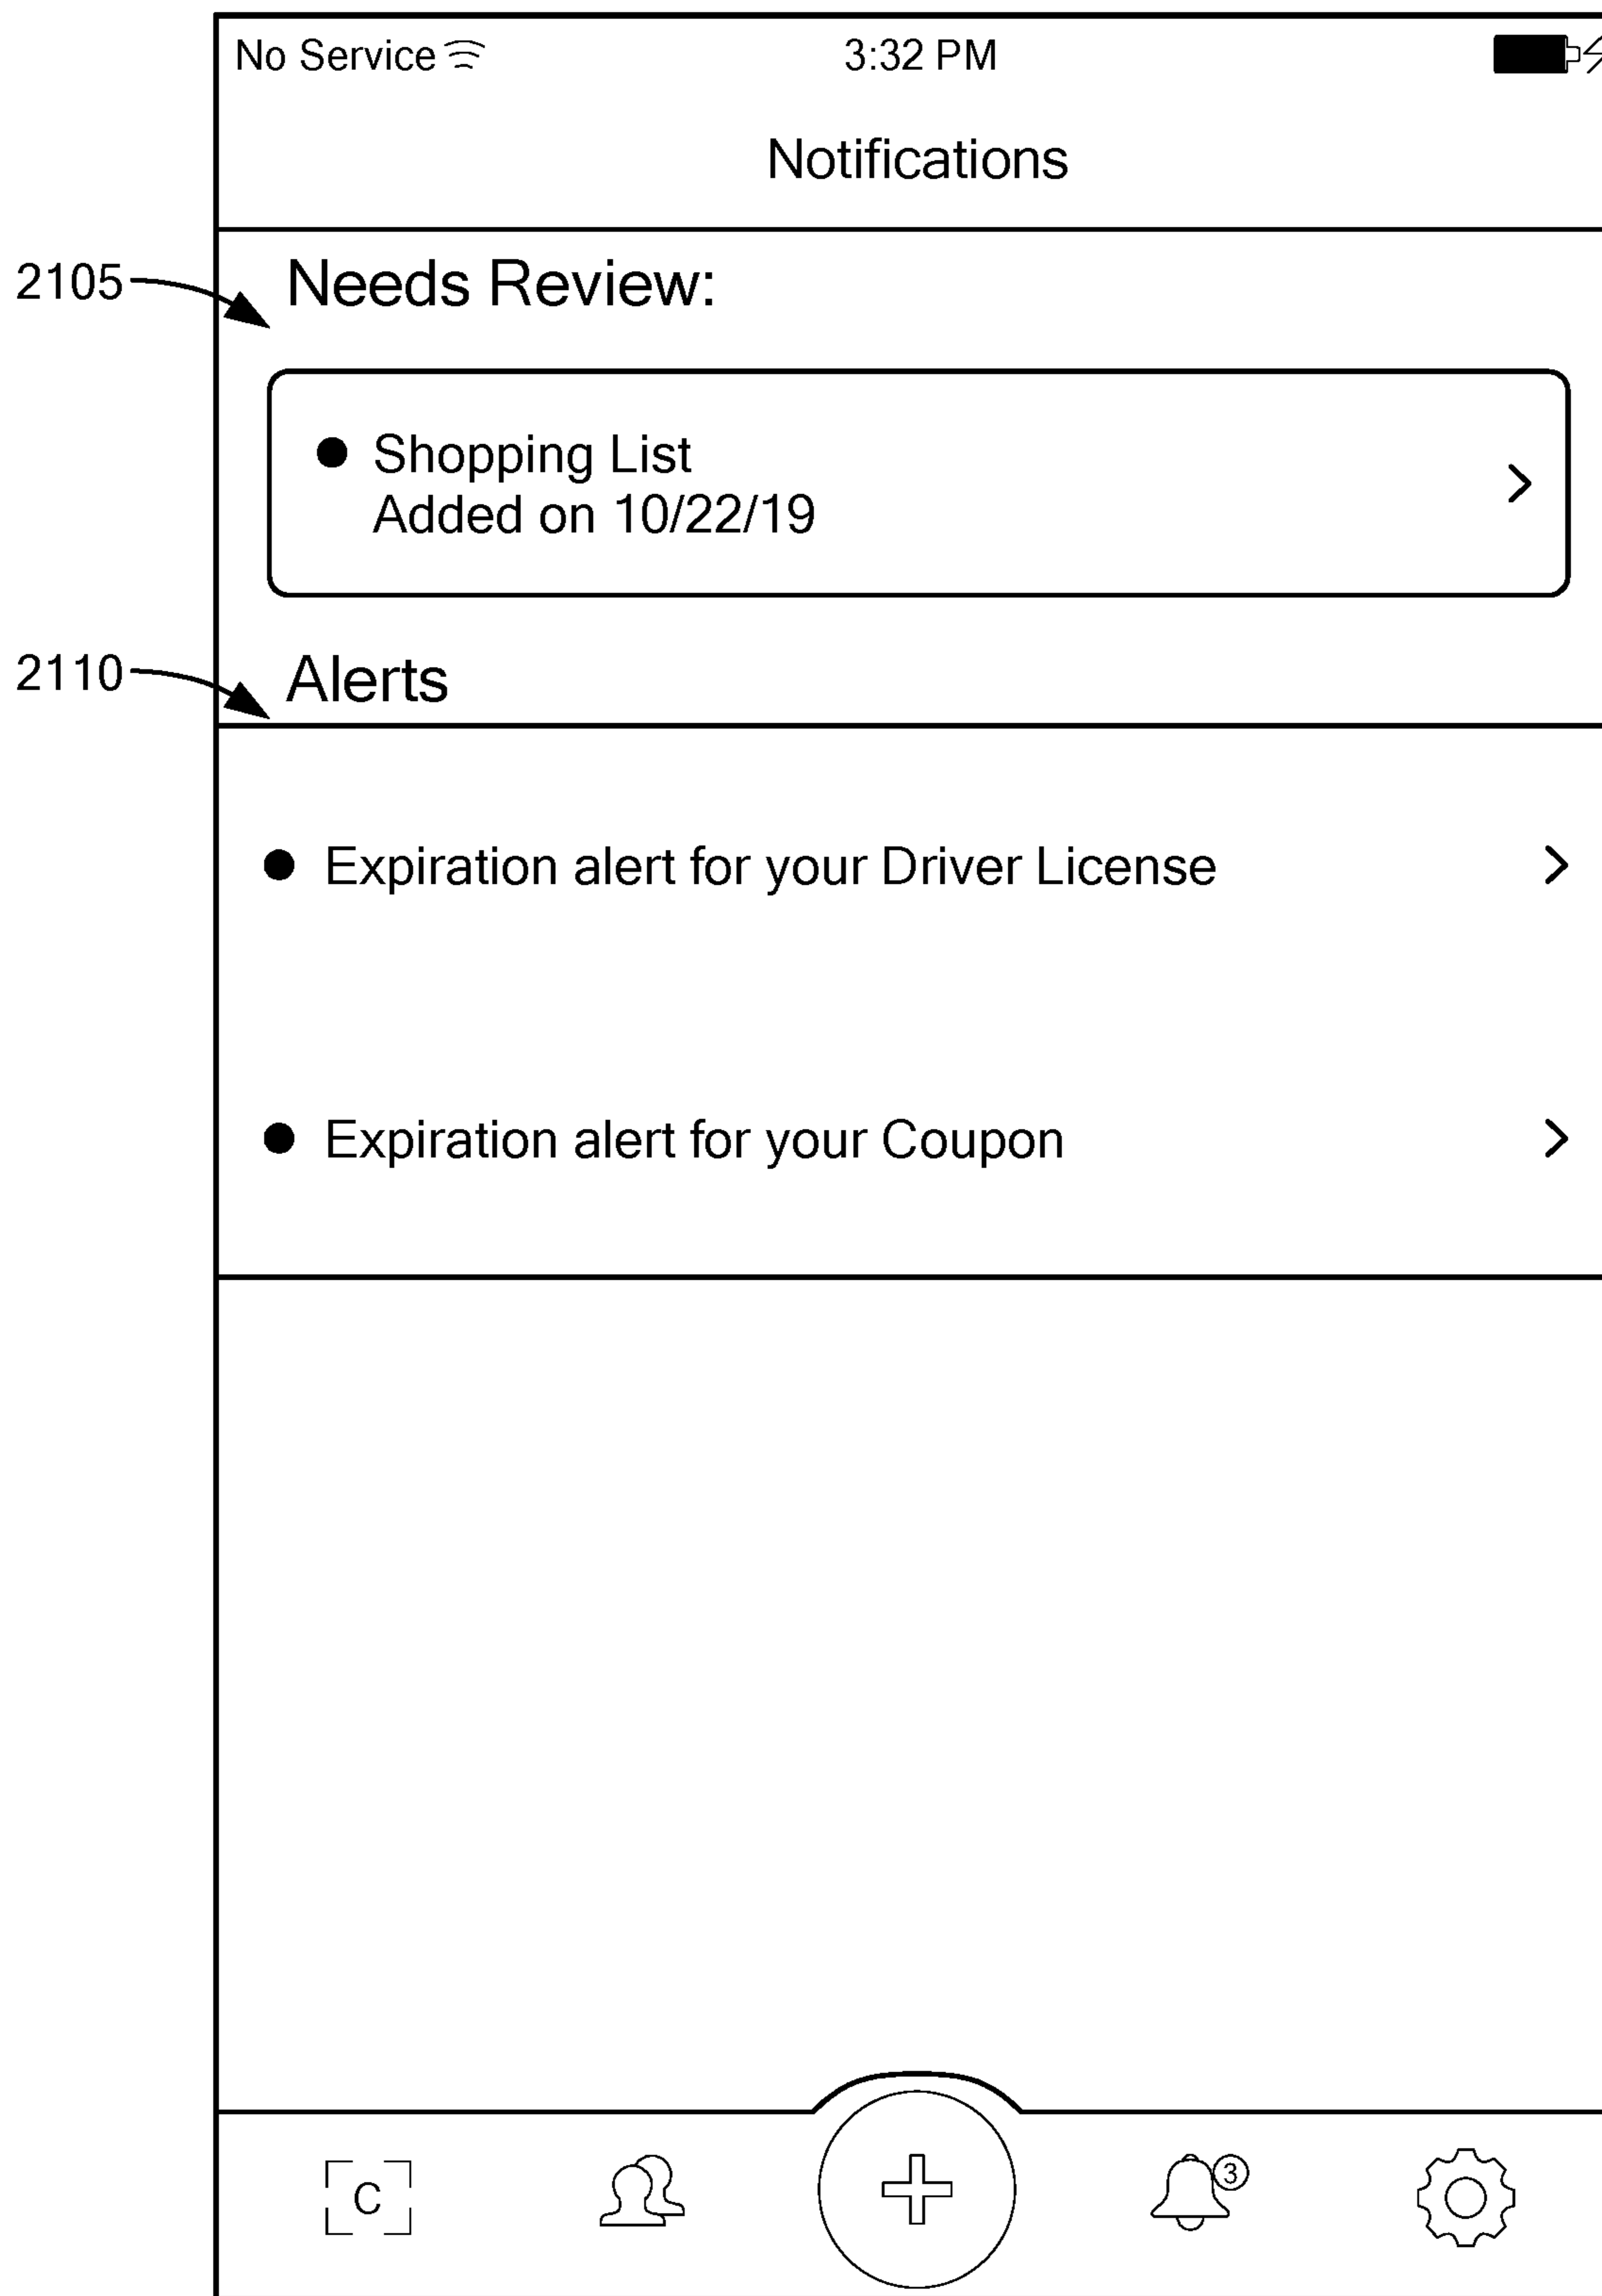 No Service 3:32 PM
Notifications
2105 Needs Review:
Shopping List
Added on 10/22/19
2110 Alerts
Expiration alert for your Driver License
Expiration alert for your Coupon
C 3